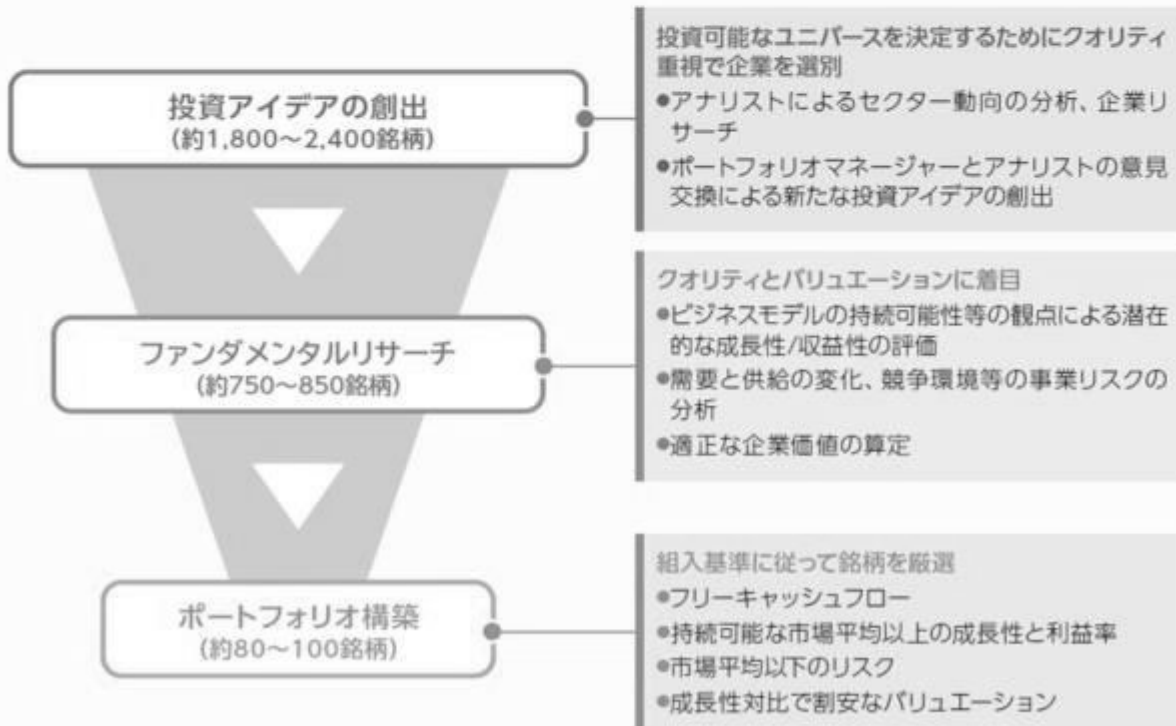 投資アイデアの創出
(約1,800～2,400銘柄)
投資可能なユニバースを決定するためにクオリティ
重視で企業を選別
●アナリストによるセクター動向の分析、企業リ
サーチ
●ポートフォリオマネージャーとアナリストの意見
交換による新たな投資アイデアの創出
ファンダメンタルリサーチ
(約750～850銘柄)
クオリティとバリュエーションに着目
●ビジネスモデルの持続可能性等の観点による潜在
的な成長性/収益性の評価
●需要と供給の変化、競争環境等の事業リスクの
分析
●適正な企業価値の算定
ポートフォリオ構築
(約80～100銘柄)
組入基準に従って銘柄を厳選
●フリーキャッシュフロー
●持続可能な市場平均以上の成長性と利益率
●市場平均以下のリスク
●成長性対比で割安なバリュエーション